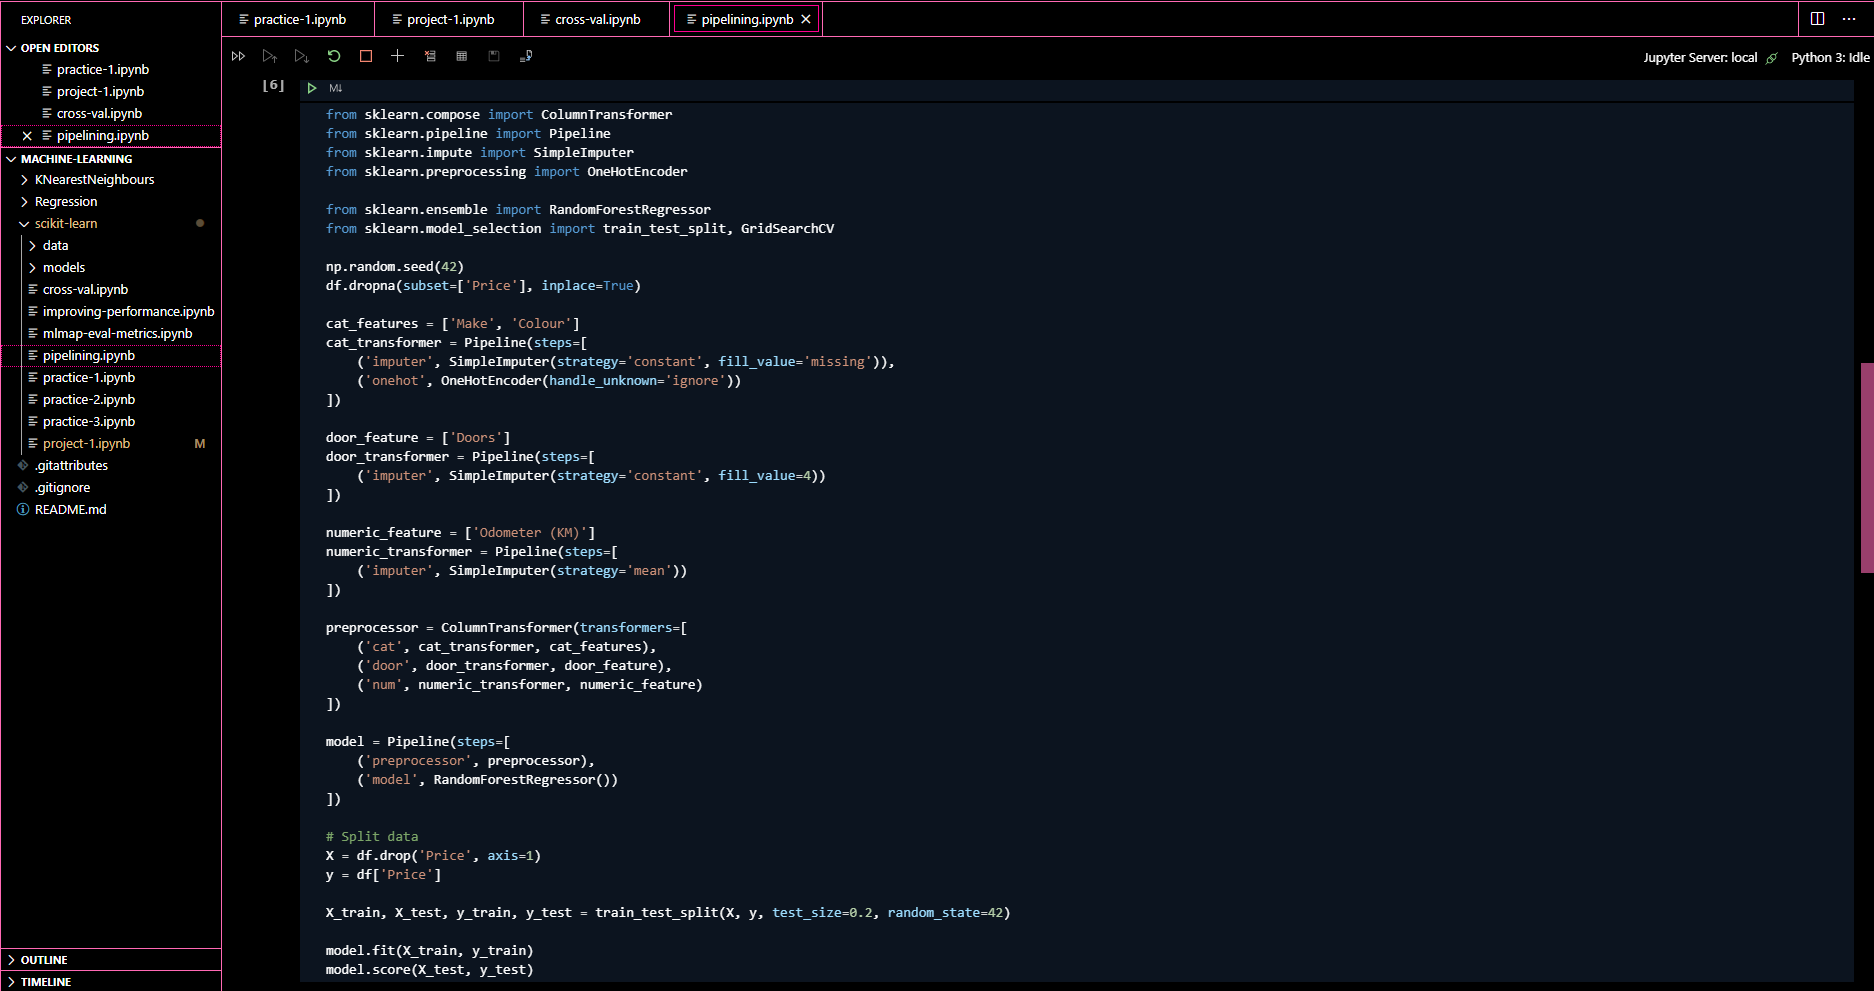 EXPLORER
OPEN EDITORS
practice-1.ipynb
project-1.ipynb
cross-val.ipynb
pipelining.ipynb
MACHINE-LEARNING
KNearestNeighbours
Regression
scikit-learn
data
models
cross-val.ipynb
improving-performance.ipynb
mlmap-eval-metrics.ipynb
pipelining.ipynb
practice-1.ipynb
practice-2.ipynb
practice-3.ipynb
project-1.ipynb M
.gitattributes
.gitignore
README.md
OUTLINE
TIMELINE
practice-1.ipynb project-1.ipynb cross-val.ipynb pipelining.ipynb
Jupyter Server: local Python 3: Idle
[6] M↓
from sklearn.compose import ColumnTransformer
from sklearn.pipeline import Pipeline
from sklearn.impute import SimpleImputer
from sklearn.preprocessing import OneHotEncoder
from sklearn.ensemble import RandomForestRegressor
from sklearn.model_selection import train_test_split, GridSearchCV
np.random.seed(42)
df.dropna(subset=['Price'], inplace=True)
cat_features = ['Make', 'Colour']
cat_transformer = Pipeline(steps=[
('imputer', SimpleImputer(strategy='constant', fill_value='missing')),
('onehot', OneHotEncoder(handle_unknown='ignore'))
])
door_feature = ['Doors']
door_transformer = Pipeline(steps=[
('imputer', SimpleImputer(strategy='constant', fill_value=4))
])
numeric_feature = ['Odometer (KM)']
numeric_transformer = Pipeline(steps=[
('imputer', SimpleImputer(strategy='mean'))
])
preprocessor = ColumnTransformer(transformers=[
('cat', cat_transformer, cat_features),
('door', door_transformer, door_feature),
('num', numeric_transformer, numeric_feature)
])
model = Pipeline(steps=[
('preprocessor', preprocessor),
('model', RandomForestRegressor())
])
# Split data
X = df.drop('Price', axis=1)
y = df['Price']
X_train, X_test, y_train, y_test = train_test_split(X, y, test_size=0.2, random_state=42)
model.fit(X_train, y_train)
model.score(X_test, y_test)